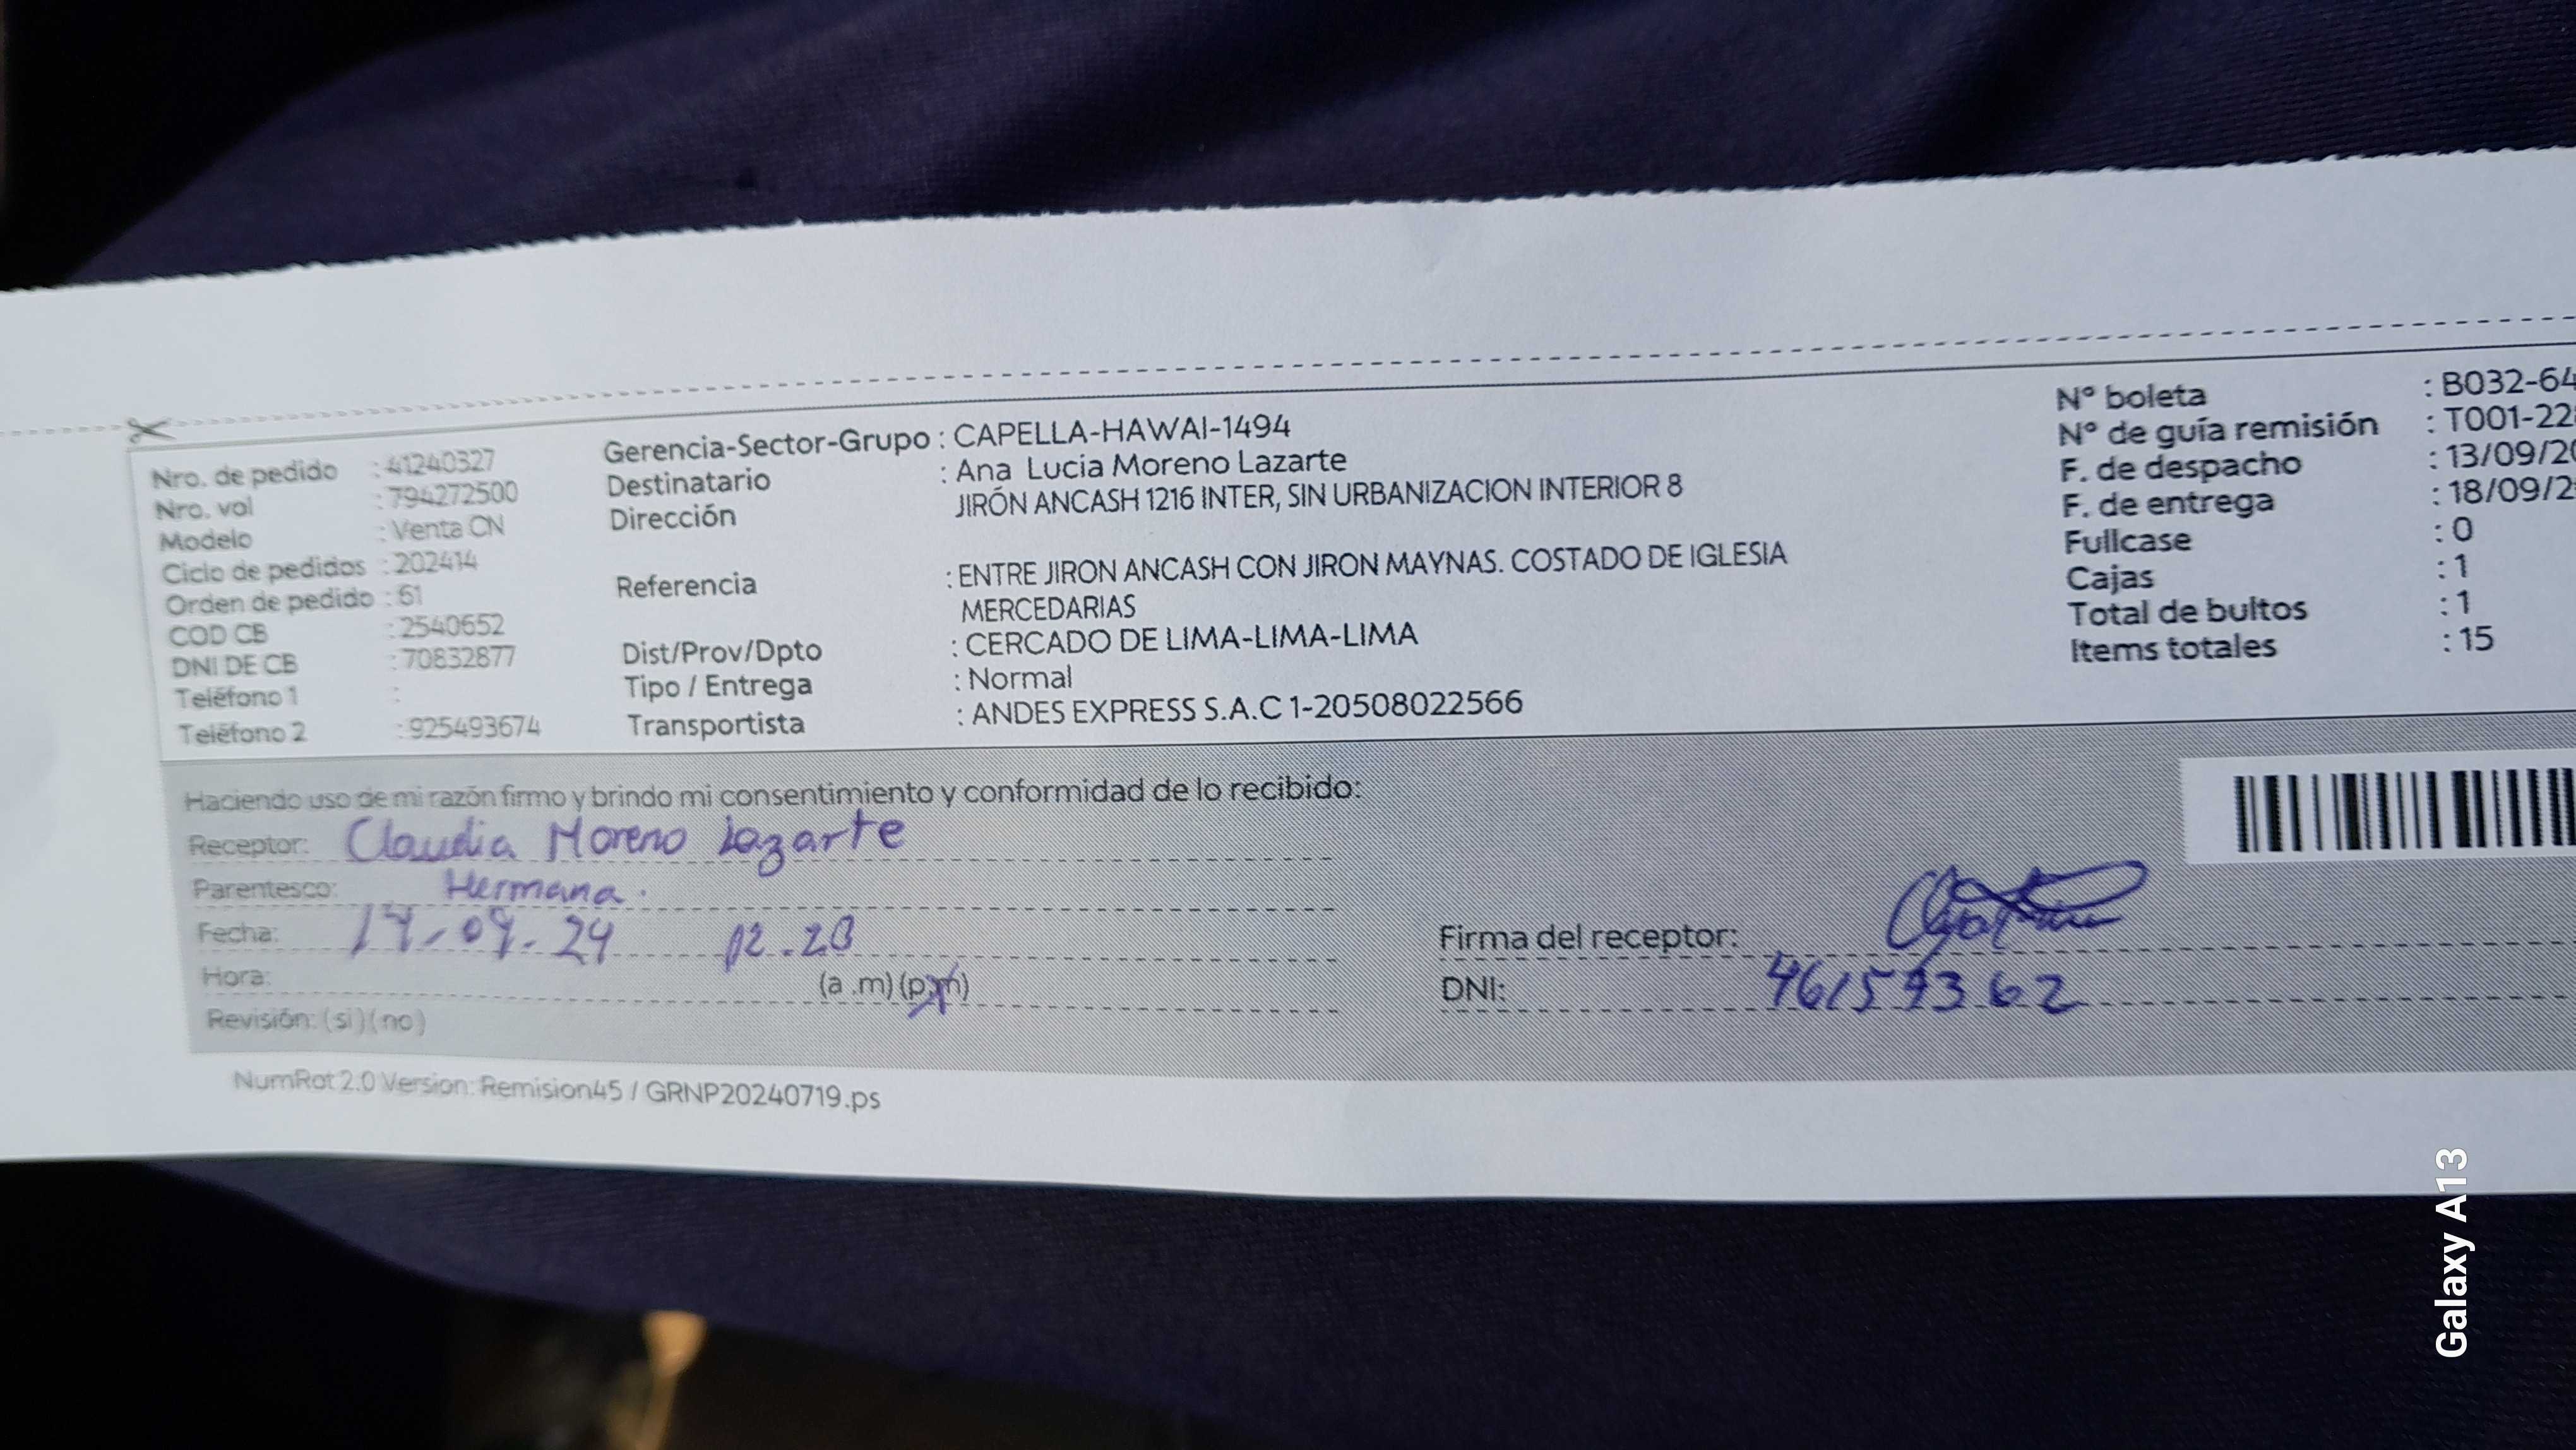 Nro. de pedido : 41240327
Nro. vol : 794272500
Modelo : Venta CN
Ciclo de pedidos : 202414
Orden de pedido : 61
COD CB : 2540652
DNI DE CB : 70832877
Teléfono 1 :
Teléfono 2 : 925493674
Gerencia-Sector-Grupo : CAPELLA-HAWAI-1494
Destinatario : Ana Lucia Moreno Lazarte
Dirección JIRÓN ANCASH 1216 INTER, SIN URBANIZACION INTERIOR 8
Referencia : ENTRE JIRON ANCASH CON JIRON MAYNAS. COSTADO DE IGLESIA
MERCEDARIAS
Dist/Prov/Dpto : CERCADO DE LIMA-LIMA-LIMA
Tipo / Entrega : Normal
Transportista : ANDES EXPRESS S.A.C 1-20508022566
Nº boleta : B032-64
Nº de guía remisión : T001-22
F. de despacho : 13/09/20
F. de entrega : 18/09/2
Fullcase : 0
Cajas : 1
Total de bultos : 1
Items totales : 15
Haciendo uso de mi razón firmo y brindo mi consentimiento y conformidad de lo recibido:
Receptor: Claudia Moreno Lazarte
Parentesco: Hermana.
Fecha: 12.20
Hora: (a .m) (p.m)
Revisión: (si) (no)
Firma del receptor:
DNI:
NumRot 2.0 Version: Remision45 / GRNP20240719.ps
Galaxy A13